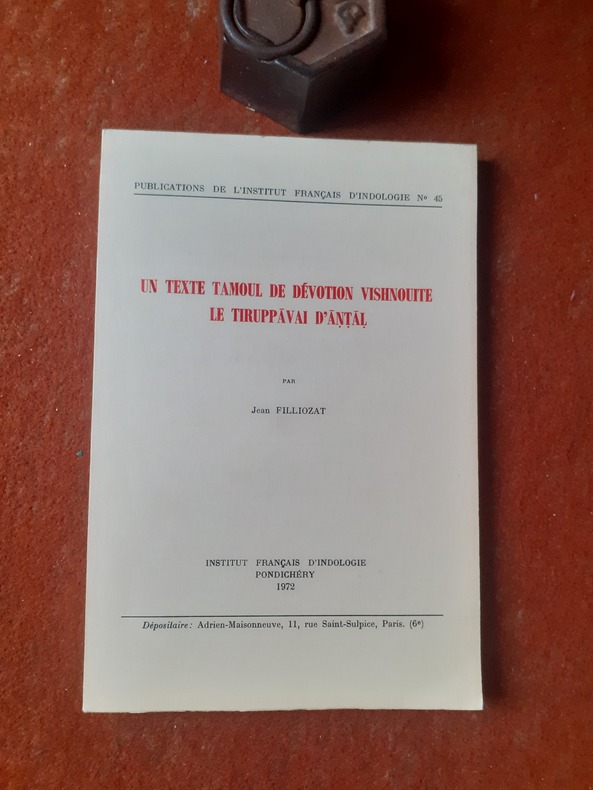 PUBLICATIONS DE L'INSTITUT FRANÇAIS D'INDOLOGIE Nº 45
UN TEXTE TAMOUL DE DÉVOTION VISHNOUITE
LE TIRUPPĀVAI D'ĀṆṬĀḶ
PAR
Jean FILLIOZAT
INSTITUT FRANÇAIS D'INDOLOGIE
PONDICHÉRY
1972
Dépositaire: Adrien-Maisonneuve, 11, rue Saint-Sulpice, Paris. (6ᵉ)